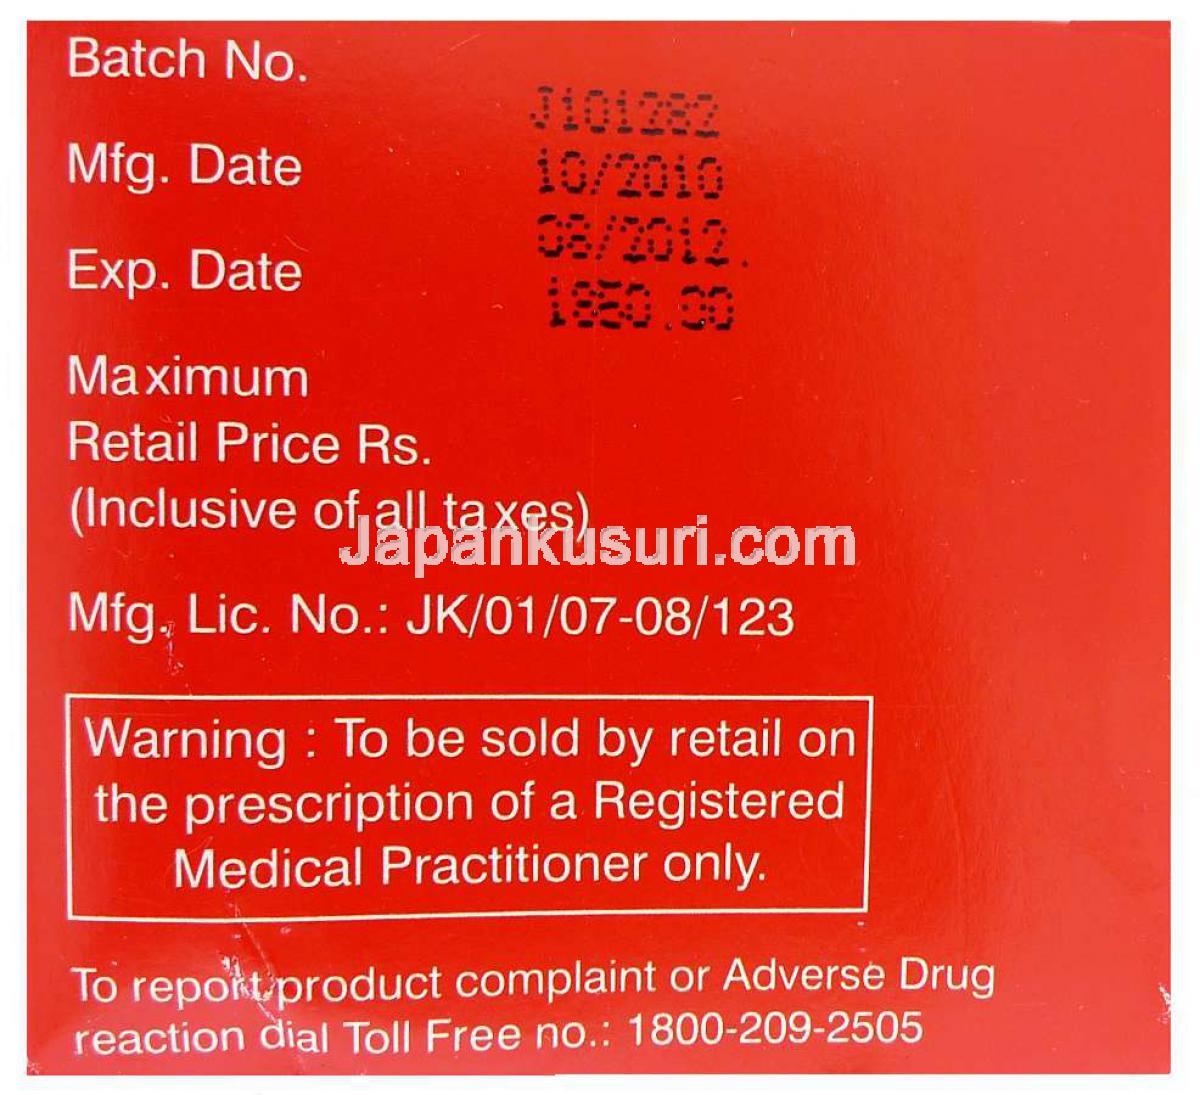 Batch No.
J101282
Mfg. Date
10/2010
08/2012.
Exp. Date
1850.00
Maximum
Retail Price Rs.
(Inclusive of all taxes)
Japankusuri.com
Mfg. Lic. No.: JK/01/07-08/123
Warning : To be sold by retail on
the prescription of a Registered
Medical Practitioner only.
To report product complaint or Adverse Drug
reaction dial Toll Free no.: 1800-209-2505